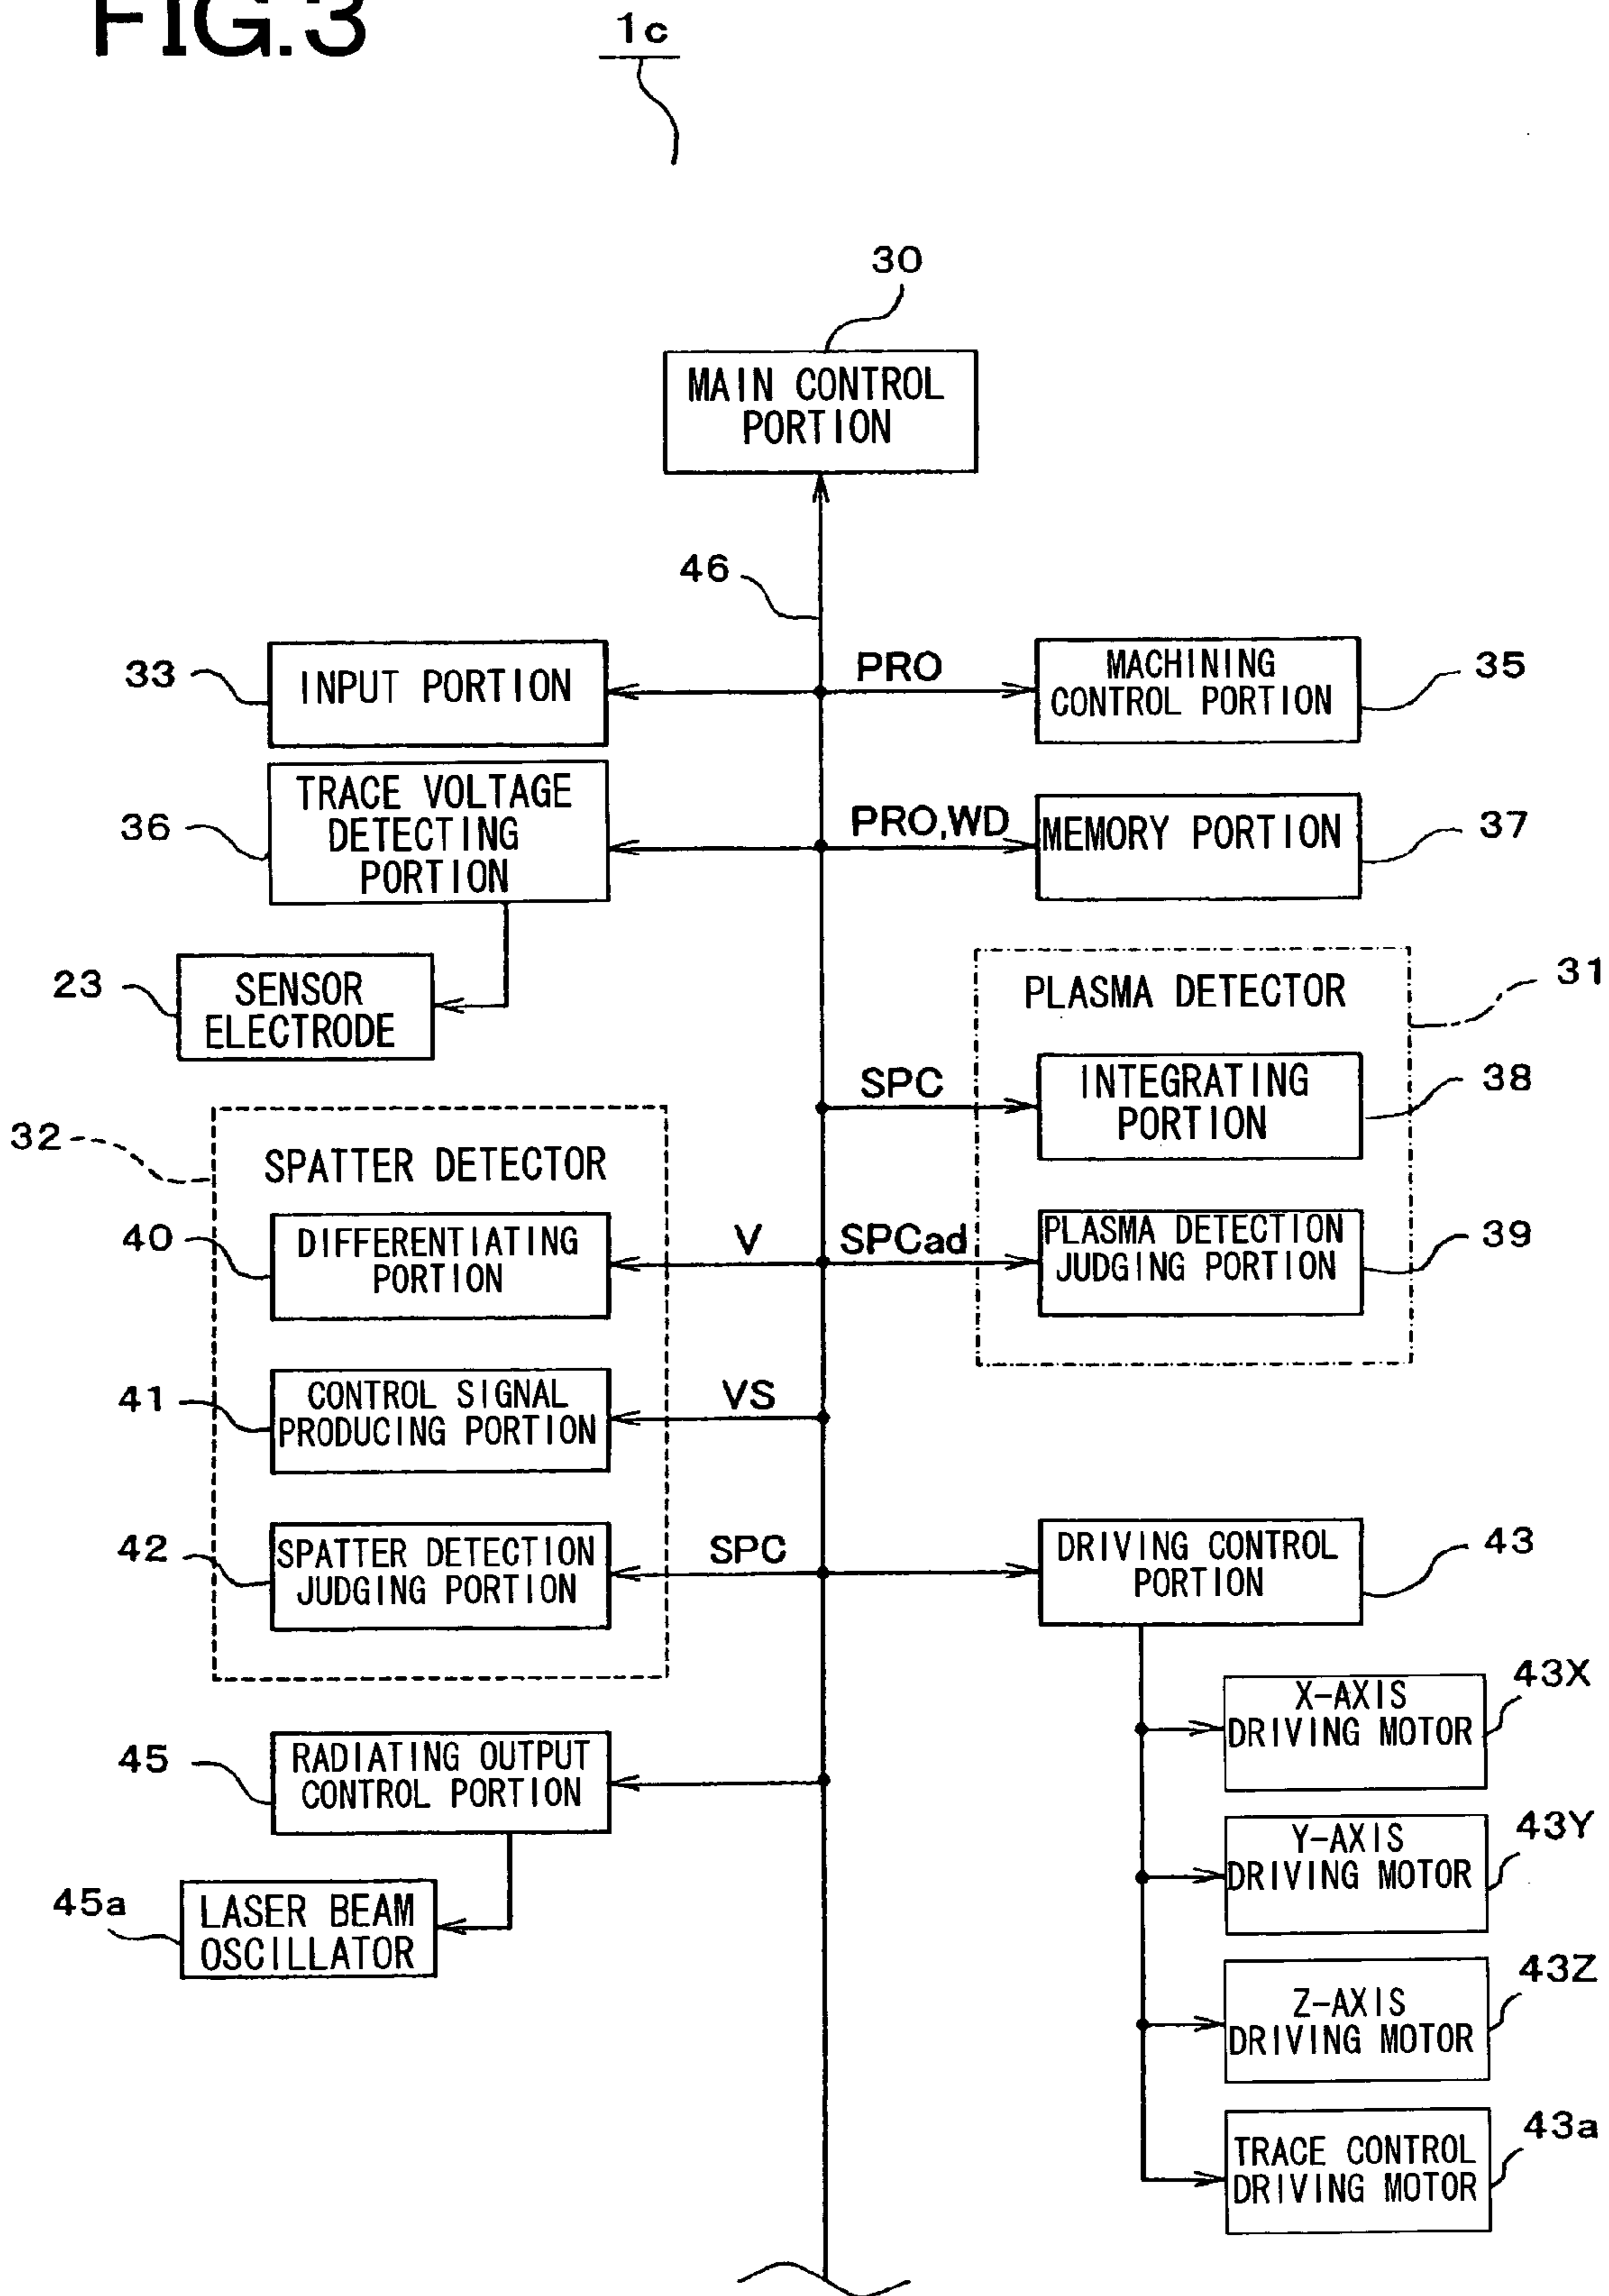 FIG.3
1c
30
MAIN CONTROL
PORTION
46
33
INPUT PORTION
PRO
MACHINING
CONTROL PORTION
35
36
TRACE VOLTAGE
DETECTING
PORTION
PRO,WD
MEMORY PORTION
37
23
SENSOR
ELECTRODE
PLASMA DETECTOR
31
SPC
INTEGRATING
PORTION
38
32
SPATTER DETECTOR
40
DIFFERENTIATING
PORTION
V
SPCad
PLASMA DETECTION
JUDGING PORTION
39
41
CONTROL SIGNAL
PRODUCING PORTION
VS
42
SPATTER DETECTION
JUDGING PORTION
SPC
DRIVING CONTROL
PORTION
43
X-AXIS
DRIVING MOTOR
43X
45
RADIATING OUTPUT
CONTROL PORTION
Y-AXIS
DRIVING MOTOR
43Y
45a
LASER BEAM
OSCILLATOR
Z-AXIS
DRIVING MOTOR
43Z
TRACE CONTROL
DRIVING MOTOR
43a